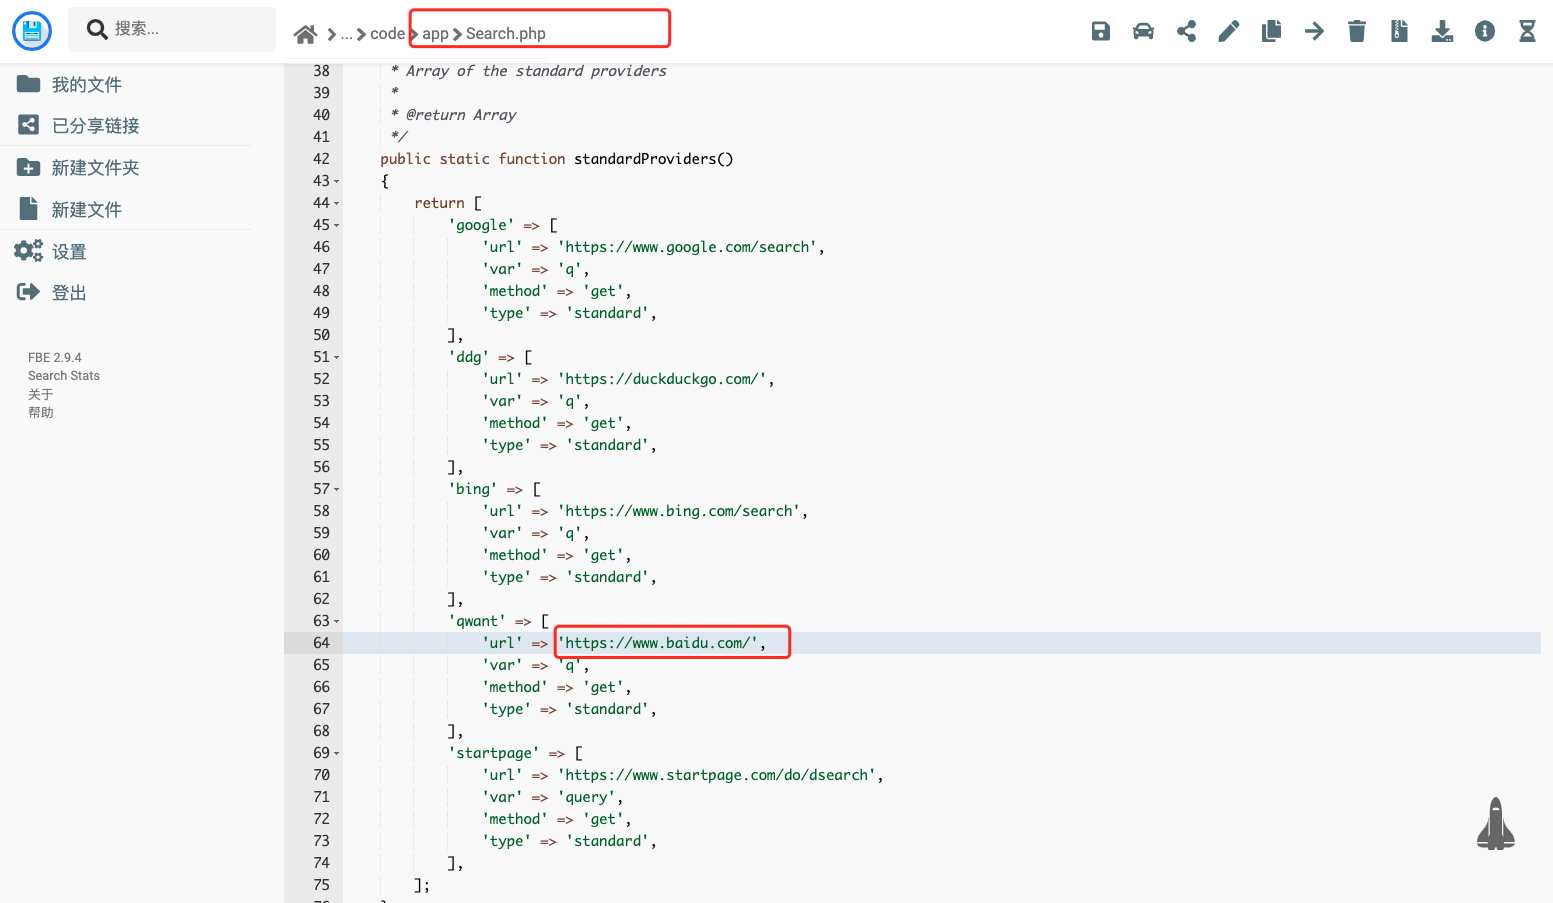 搜索...
... code app Search.php
我的文件
已分享链接
新建文件夹
新建文件
设置
登出
FBE 2.9.4
Search Stats
关于
帮助
38 * Array of the standard providers
39 *
40 * @return Array
41 */
42 public static function standardProviders()
43 {
44 return [
45 'google' => [
46 'url' => 'https://www.google.com/search',
47 'var' => 'q',
48 'method' => 'get',
49 'type' => 'standard',
50 ],
51 'ddg' => [
52 'url' => 'https://duckduckgo.com/',
53 'var' => 'q',
54 'method' => 'get',
55 'type' => 'standard',
56 ],
57 'bing' => [
58 'url' => 'https://www.bing.com/search',
59 'var' => 'q',
60 'method' => 'get',
61 'type' => 'standard',
62 ],
63 'qwant' => [
64 'url' => 'https://www.baidu.com/',
65 'var' => 'q',
66 'method' => 'get',
67 'type' => 'standard',
68 ],
69 'startpage' => [
70 'url' => 'https://www.startpage.com/do/dsearch',
71 'var' => 'query',
72 'method' => 'get',
73 'type' => 'standard',
74 ],
75 ];